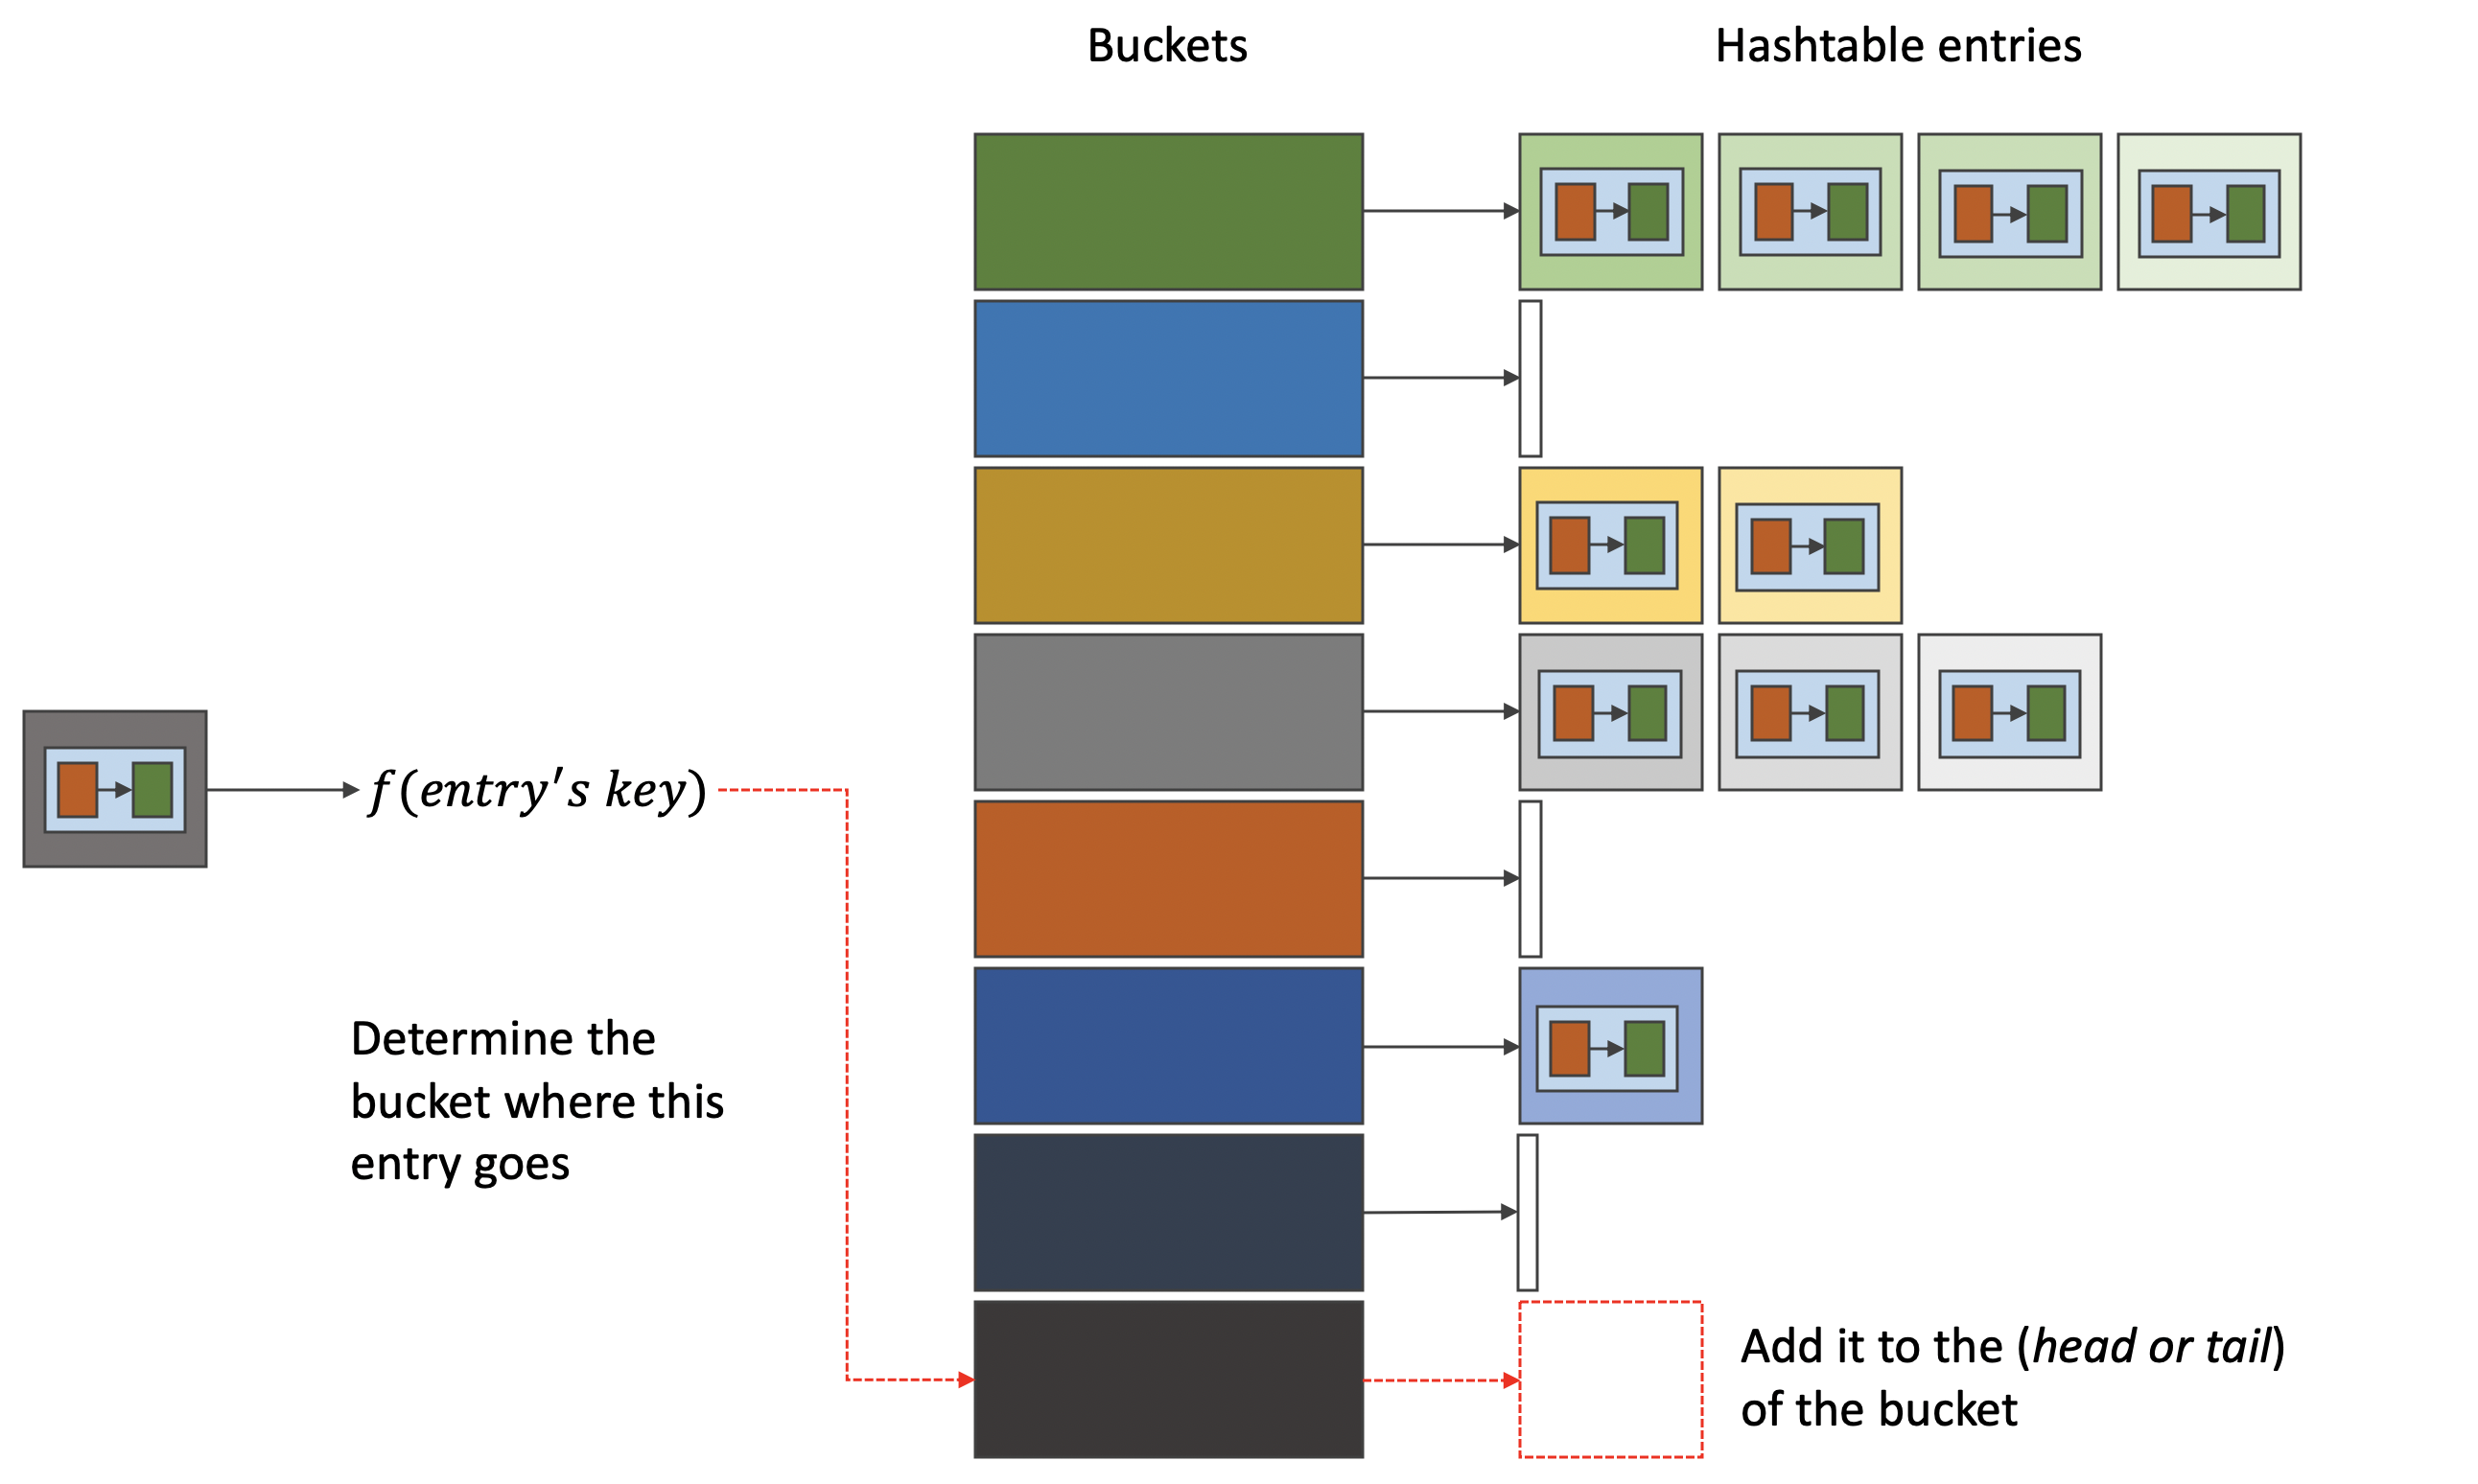 Buckets
Hashtable entries
f(entry's key)
Determine the
bucket where this
entry goes
Add it to the (head or tail)
of the bucket